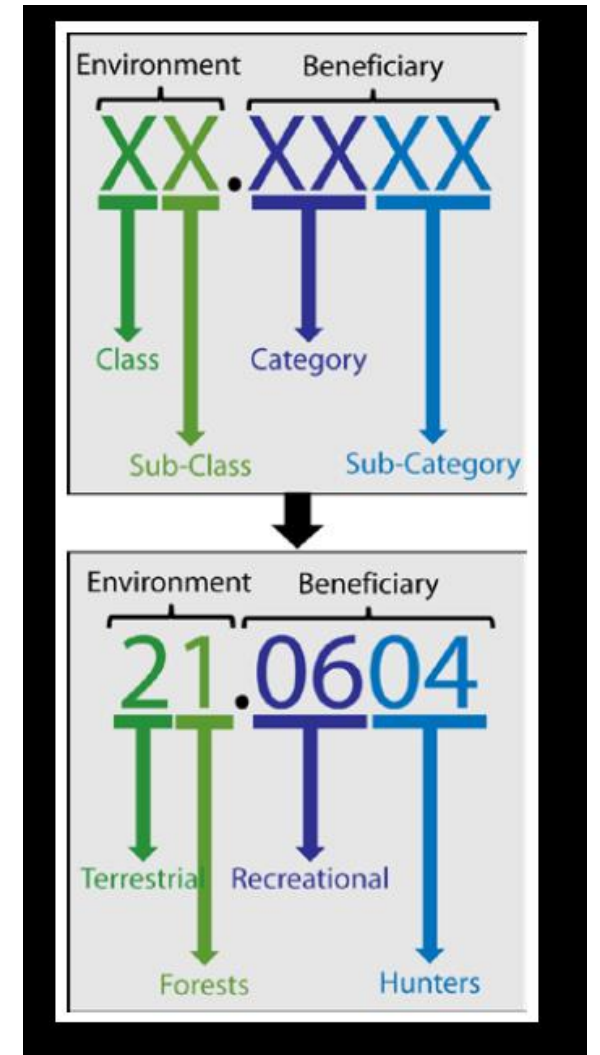 Environment Beneficiary
XX.XXXX
Class Category
Sub-Class Sub-Category
Environment Beneficiary
21.0604
Terrestrial Recreational
Forests Hunters